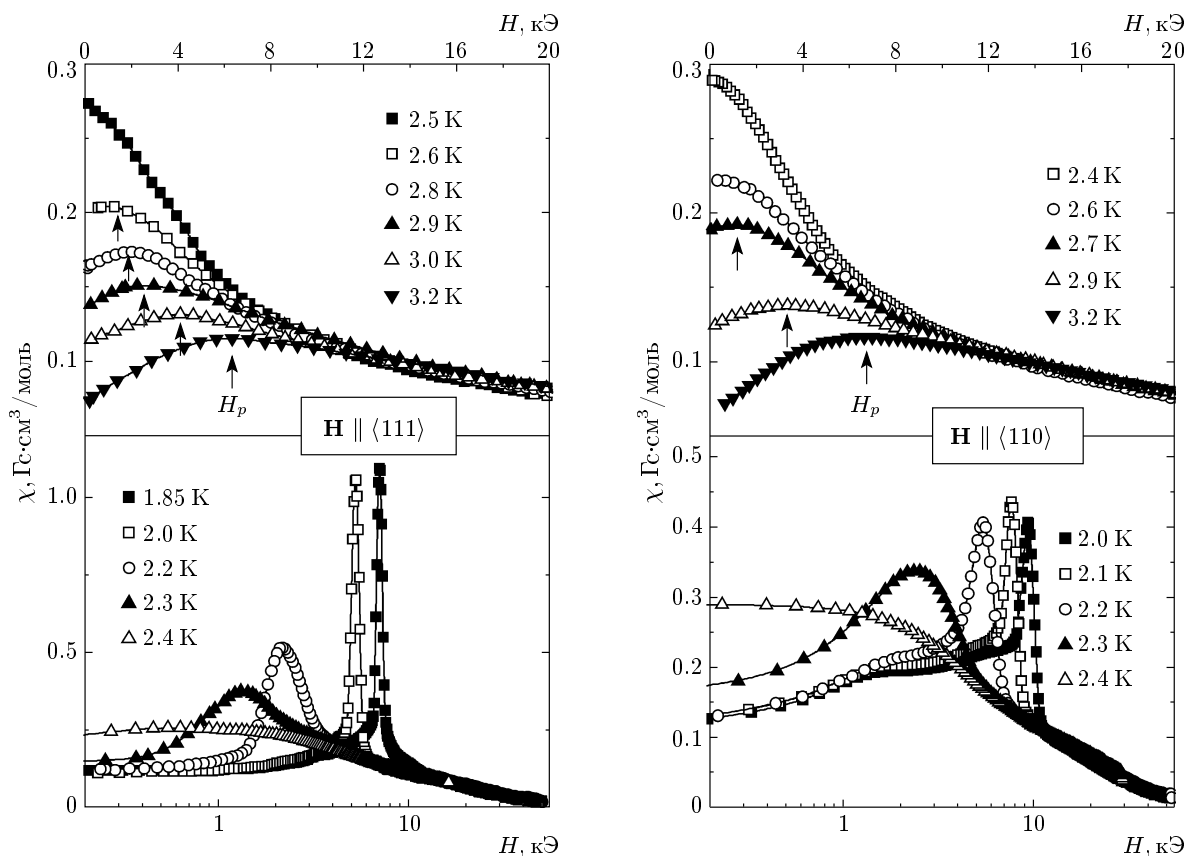 H, кЭ
0 4 8 12 16 20
0.3
0.2
0.1
χ, Гс·см³/моль
2.5 K
2.6 K
2.8 K
2.9 K
3.0 K
3.2 K
Hp
H ∥ ⟨111⟩
1.0
0.5
0
1.85 K
2.0 K
2.2 K
2.3 K
2.4 K
1 10
H, кЭ
H, кЭ
0 4 8 12 16 20
0.3
0.2
0.1
χ, Гс·см³/моль
2.4 K
2.6 K
2.7 K
2.9 K
3.2 K
Hp
H ∥ ⟨110⟩
0.5
0.4
0.3
0.2
0.1
0
2.0 K
2.1 K
2.2 K
2.3 K
2.4 K
1 10
H, кЭ